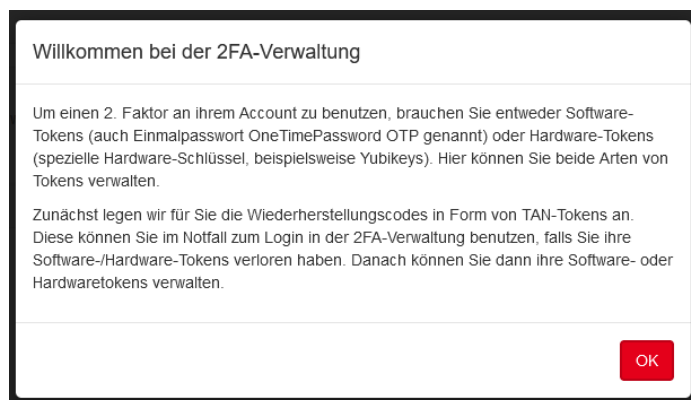 Willkommen bei der 2FA-Verwaltung
Um einen 2. Faktor an ihrem Account zu benutzen, brauchen Sie entweder Software-
Tokens (auch Einmalpasswort OneTimePassword OTP genannt) oder Hardware-Tokens
(spezielle Hardware-Schlüssel, beispielsweise Yubikeys). Hier können Sie beide Arten von
Tokens verwalten.
Zunächst legen wir für Sie die Wiederherstellungscodes in Form von TAN-Tokens an.
Diese können Sie im Notfall zum Login in der 2FA-Verwaltung benutzen, falls Sie ihre
Software-/Hardware-Tokens verloren haben. Danach können Sie dann ihre Software- oder
Hardwaretokens verwalten.
OK